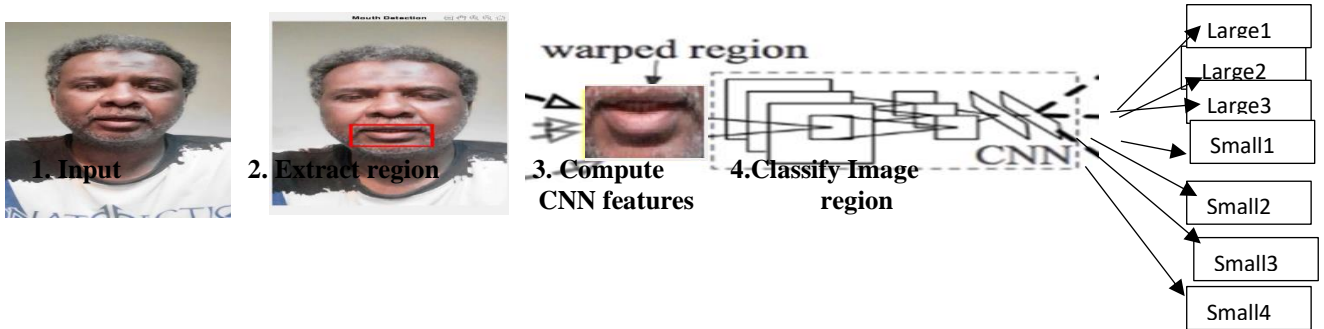 Mouth Detection
warped region
CNN
1. Input
2. Extract region
3. Compute
CNN features
4.Classify Image
region
Large1
Large2
Large3
Small1
Small2
Small3
Small4